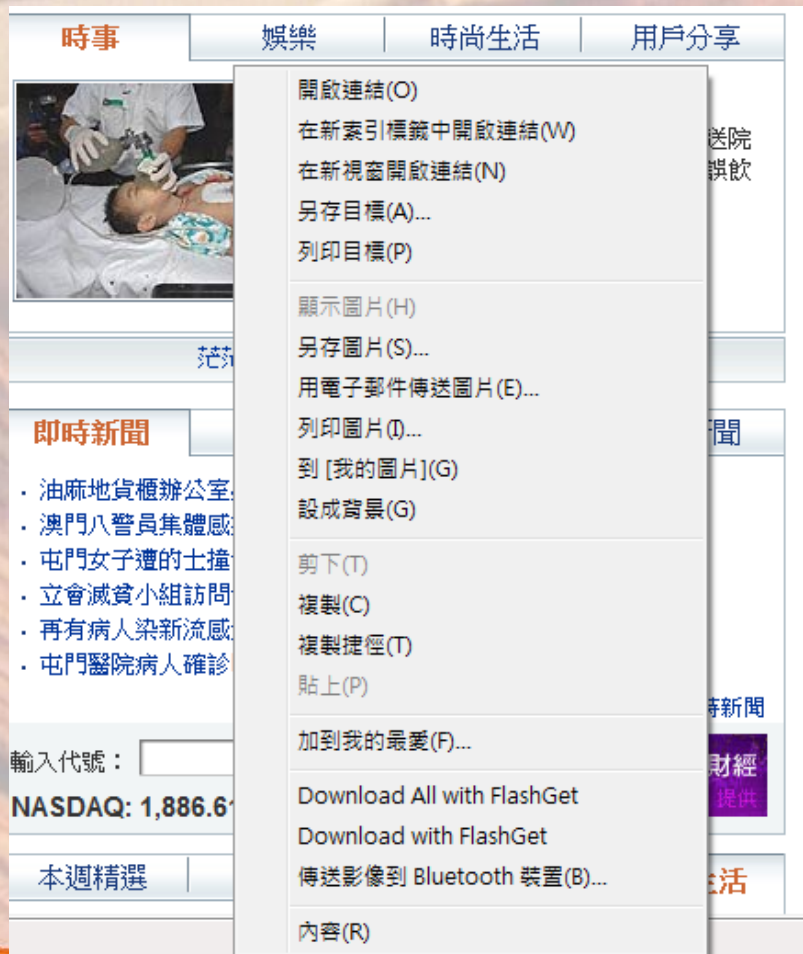 時事 娛樂 時尚生活 用戶分享
開啟連結(O)
在新索引標籤中開啟連結(W)
送院
在新視窗開啟連結(N)
誤飲
另存目標(A)...
列印目標(P)
顯示圖片(H)
另存圖片(S)...
茫
用電子郵件傳送圖片(E)...
即時新聞
列印圖片(I)...
聞
到 [我的圖片](G)
· 油麻地貨櫃辦公室
設成背景(G)
· 澳門八警員集體感
· 屯門女子遭的士撞
剪下(T)
· 立會滅貧小組訪問
複製(C)
· 再有病人染新流感
複製捷徑(T)
· 屯門醫院病人確診
貼上(P)
時新聞
加到我的最愛(F)...
輸入代號：
財經
提供
NASDAQ: 1,886.6
Download All with FlashGet
Download with FlashGet
本週精選
傳送影像到 Bluetooth 裝置(B)...
生活
內容(R)